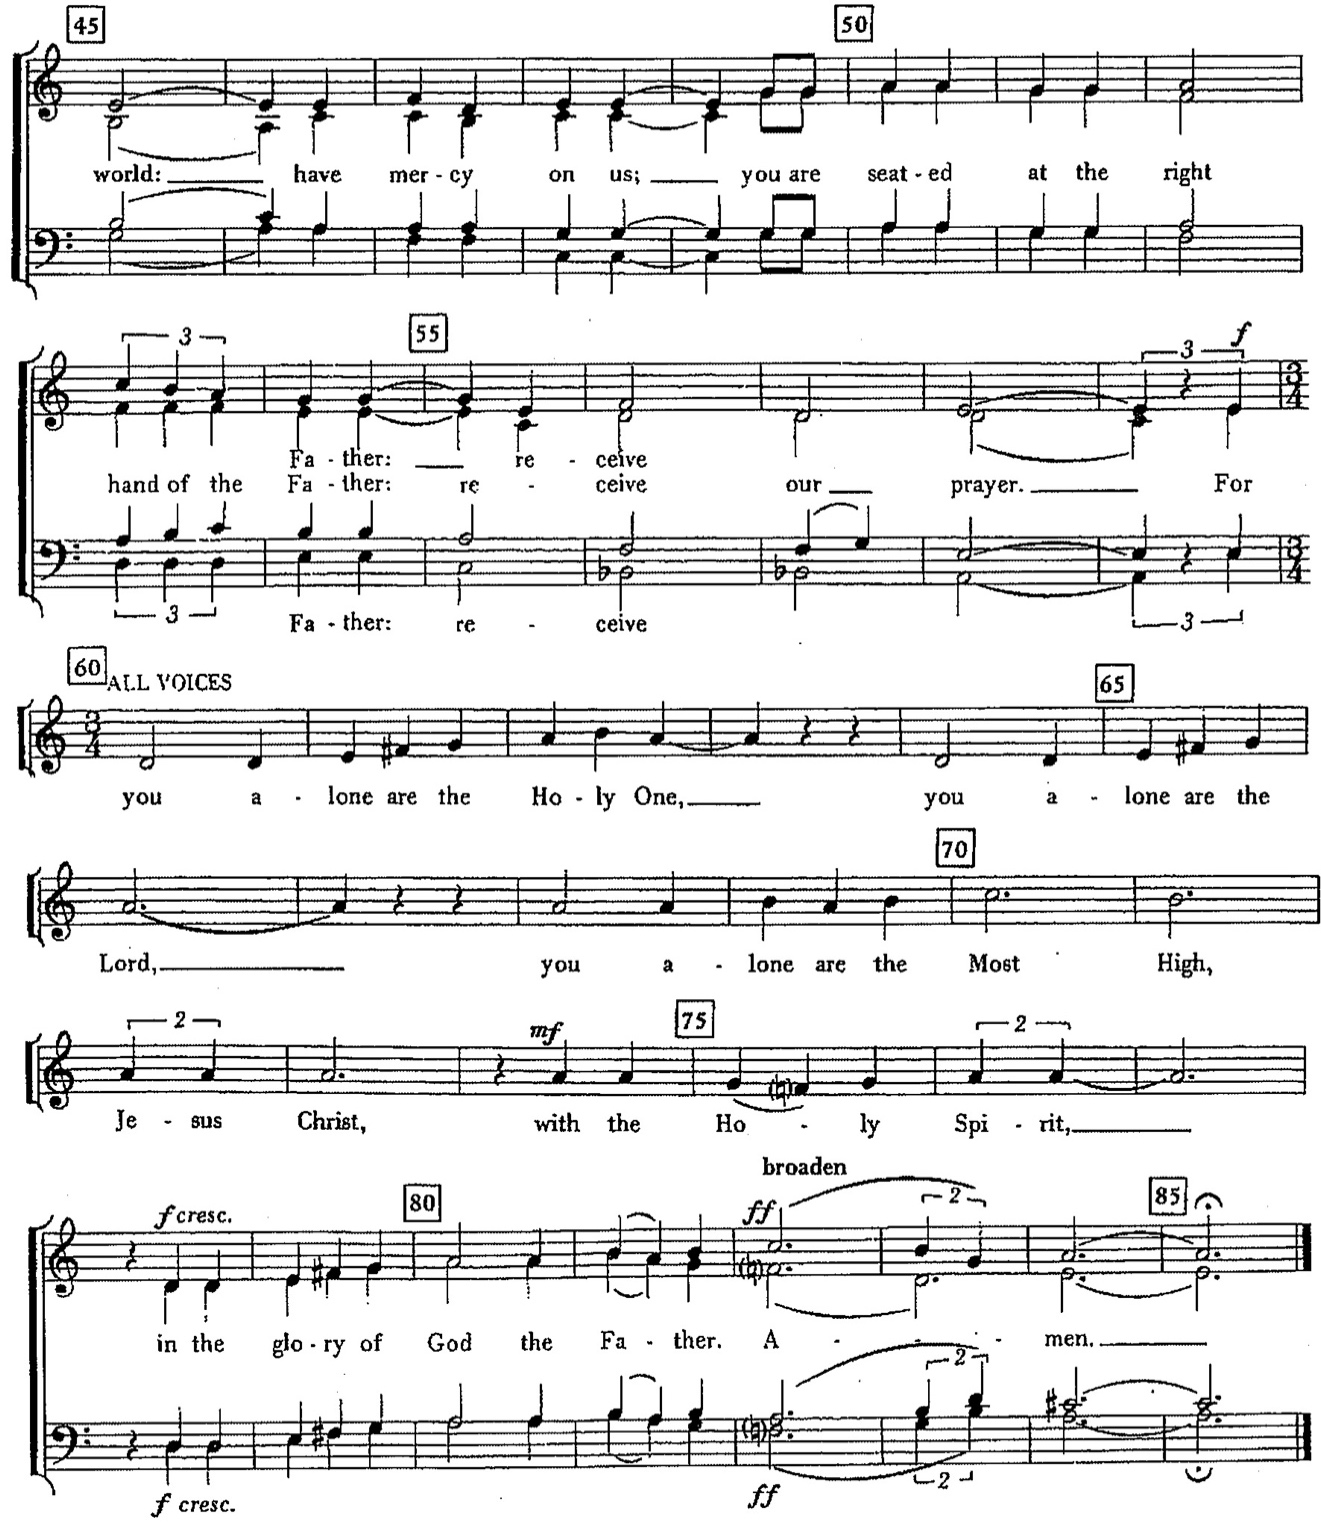 45 50
world: have mer - cy on us; you are seat - ed at the right
3 55 3 f
3 4
Fa - ther: re - ceive
hand of the Fa - ther: re - ceive our prayer. For
3 4
3 Fa - ther: re - ceive 3
60 ALL VOICES 65
3 4
you a - lone are the Ho - ly One, you a - lone are the
70
Lord, you a - lone are the Most High,
2 mf 75 2
Je - sus Christ, with the Ho - ly Spi - rit,
broaden
f cresc. 80 ff 2 85
in the glo - ry of God the Fa - ther. A - - - men.
2
f cresc. ff 2